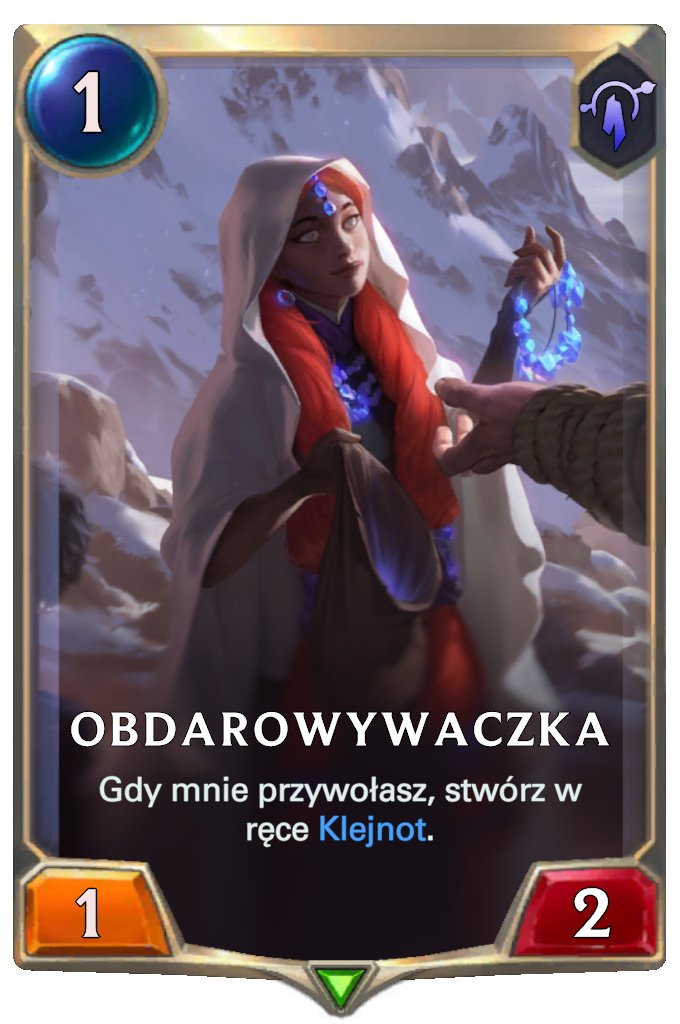 1
OBDAROWYWACZKA
Gdy mnie przywołasz, stwórz w
ręce Klejnot.
1
2